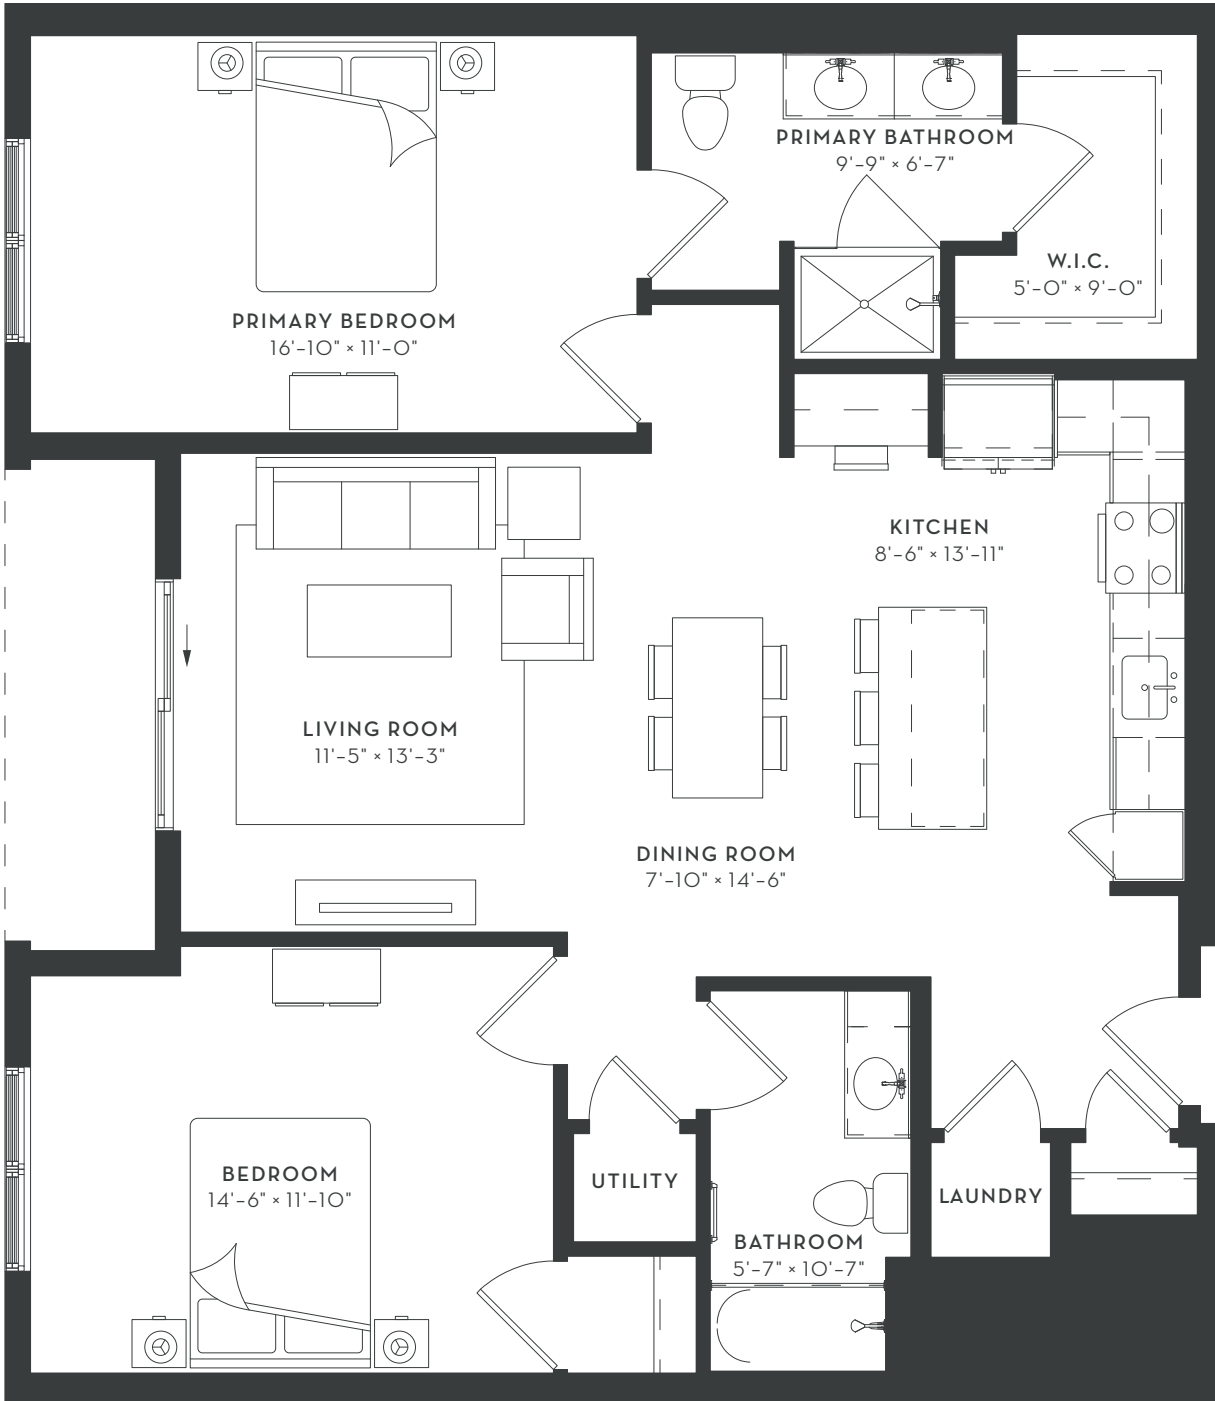 PRIMARY BATHROOM
9'-9" × 6'-7"
W.I.C.
5'-0" × 9'-0"
PRIMARY BEDROOM
16'-10" × 11'-0"
KITCHEN
8'-6" × 13'-11"
LIVING ROOM
11'-5" × 13'-3"
DINING ROOM
7'-10" × 14'-6"
BEDROOM
14'-6" × 11'-10"
UTILITY
LAUNDRY
BATHROOM
5'-7" × 10'-7"